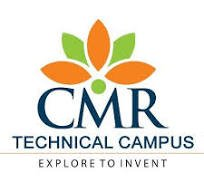 CMR
TECHNICAL CAMPUS
EXPLORE TO INVENT